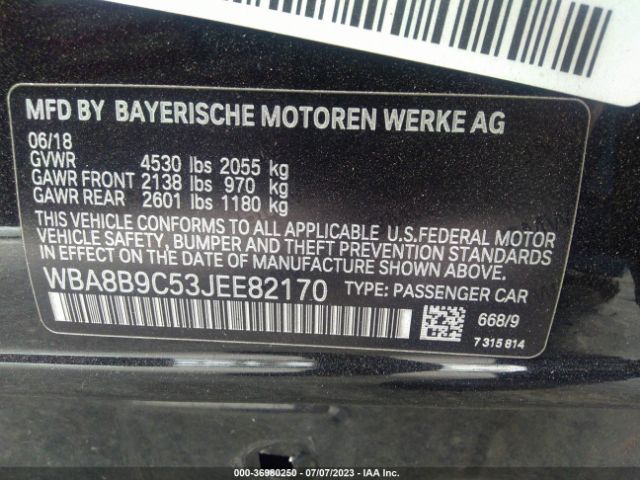 MFD BY BAYERISCHE MOTOREN WERKE AG
06/18
GVWR 4530 lbs 2055 kg
GAWR FRONT 2138 lbs 970 kg
GAWR REAR 2601 lbs 1180 kg
THIS VEHICLE CONFORMS TO ALL APPLICABLE U.S.FEDERAL MOTOR
VEHICLE SAFETY, BUMPER AND THEFT PREVENTION STANDARDS
IN EFFECT ON THE DATE OF MANUFACTURE SHOWN ABOVE.
WBA8B9C53JEE82170 TYPE: PASSENGER CAR
668/9
7 315 814
000-36980250 - 07/07/2023 - IAA Inc.